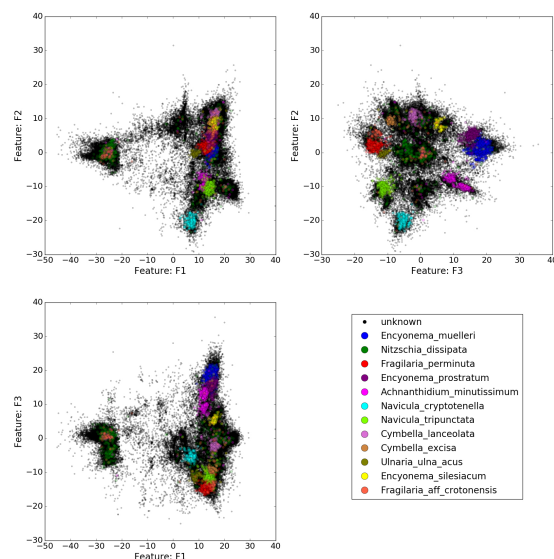 40
30
20
10
0
−10
−20
−30
Feature: F2
−50 −40 −30 −20 −10 0 10 20 30 40
Feature: F1
40
30
20
10
0
−10
−20
−30
Feature: F2
−30 −20 −10 0 10 20 30 40
Feature: F3
40
30
20
10
0
−10
−20
−30
Feature: F3
−50 −40 −30 −20 −10 0 10 20 30 40
Feature: F1
unknown
Encyonema_muelleri
Nitzschia_dissipata
Fragilaria_perminuta
Encyonema_prostratum
Achnanthidium_minutissimum
Navicula_cryptotenella
Navicula_tripunctata
Cymbella_lanceolata
Cymbella_excisa
Ulnaria_ulna_acus
Encyonema_silesiacum
Fragilaria_aff_crotonensis